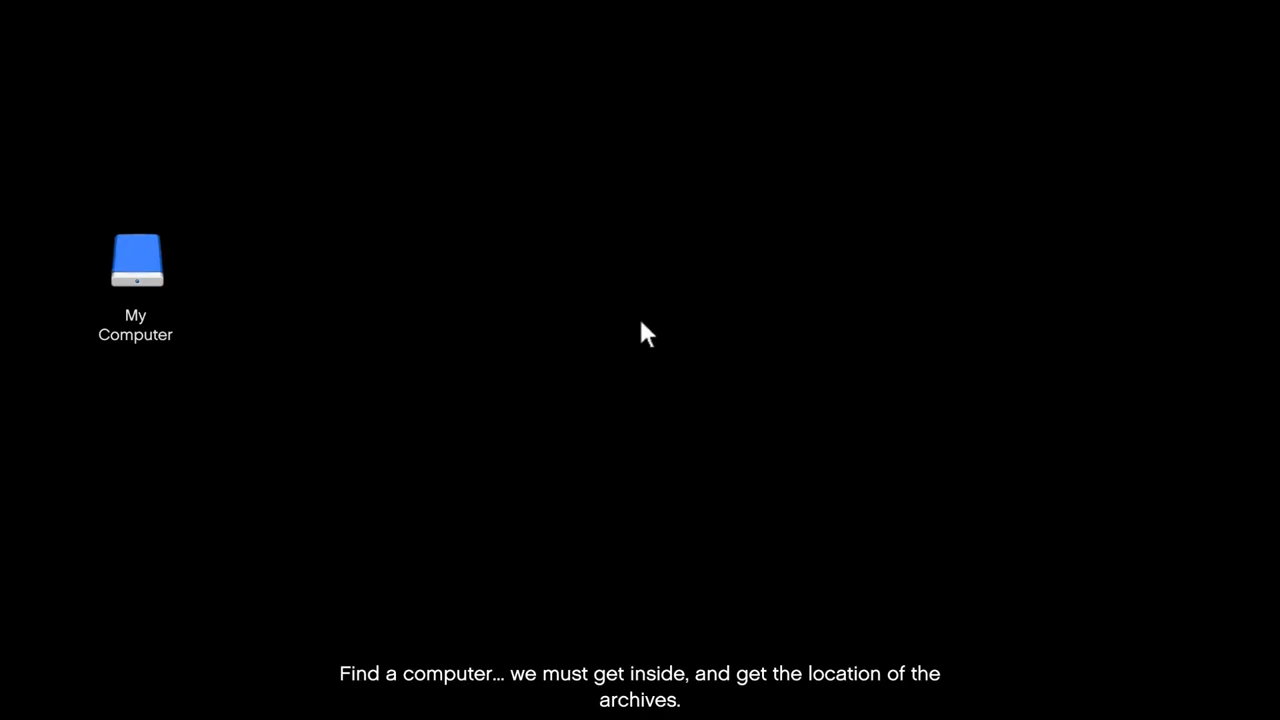 My
Computer
Find a computer... we must get inside, and get the location of the
archives.